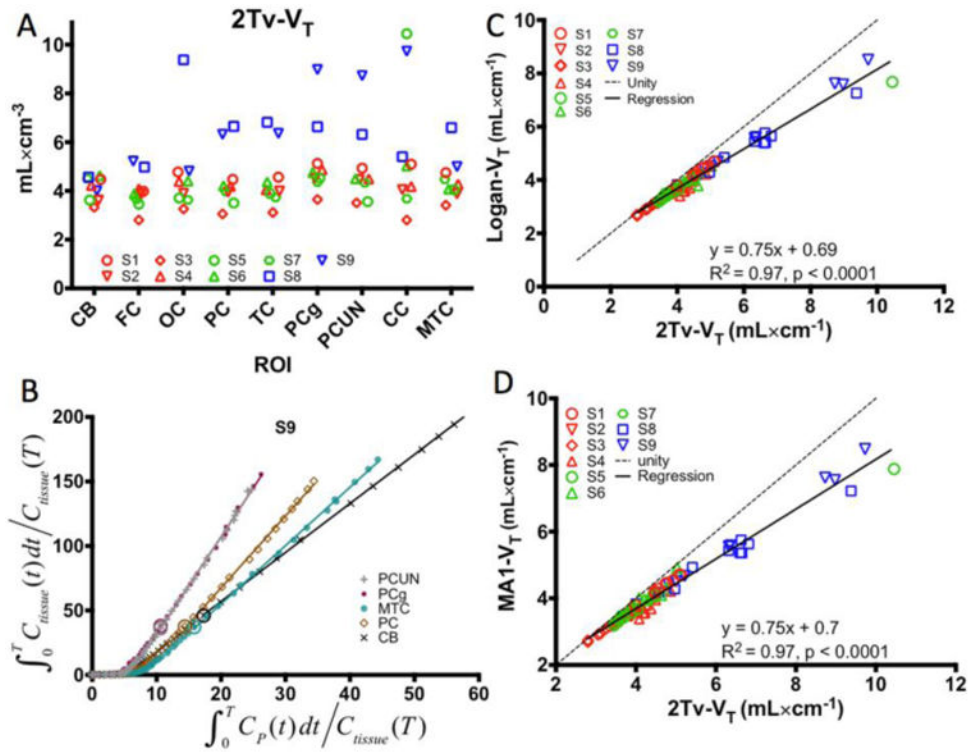 A
2Tv-V_T
mL×cm⁻³
10
8
6
4
2
0
S1 S3 S5 S7 S9
S2 S4 S6 S8
CB FC OC PC TC PCg PCUN CC MTC
ROI
B
S9
∫₀ᵀ C_tissue(t)dt/C_tissue(T)
200
150
100
50
0
PCUN
PCg
MTC
PC
CB
0 10 20 30 40 50 60
∫₀ᵀ C_P(t)dt/C_tissue(T)
C
Logan-V_T (mL×cm⁻¹)
10
8
6
4
2
0
S1 S7
S2 S8
S3 S9
S4 Unity
S5 Regression
S6
y = 0.75x + 0.69
R² = 0.97, p < 0.0001
0 2 4 6 8 10 12
2Tv-V_T (mL×cm⁻¹)
D
MA1-V_T (mL×cm⁻¹)
10
8
6
4
2
S1 S7
S2 S8
S3 S9
S4 unity
S5 Regression
S6
y = 0.75x + 0.7
R² = 0.97, p < 0.0001
2 4 6 8 10 12
2Tv-V_T (mL×cm⁻¹)